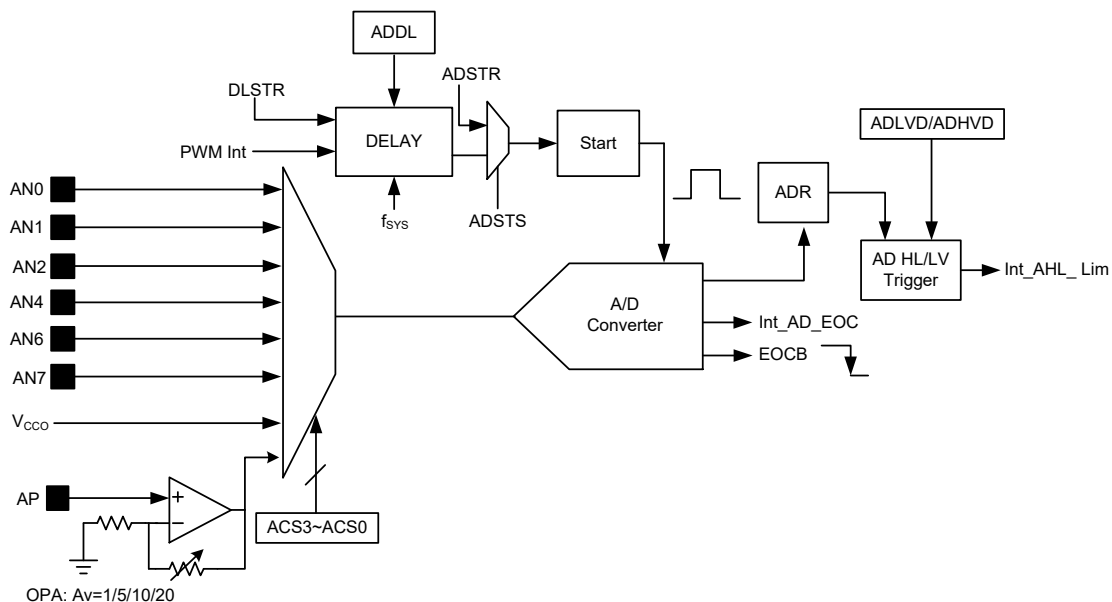 ADDL
ADSTR
DLSTR
DELAY
Start
ADLVD/ADHVD
PWM Int
ADR
AN0
fSYS
ADSTS
AN1
AN2
AD HL/LV
Trigger
Int_AHL_ Lim
AN4
A/D
Converter
Int_AD_EOC
AN6
EOCB
AN7
VCCO
AP
+
−
ACS3~ACS0
OPA: Av=1/5/10/20